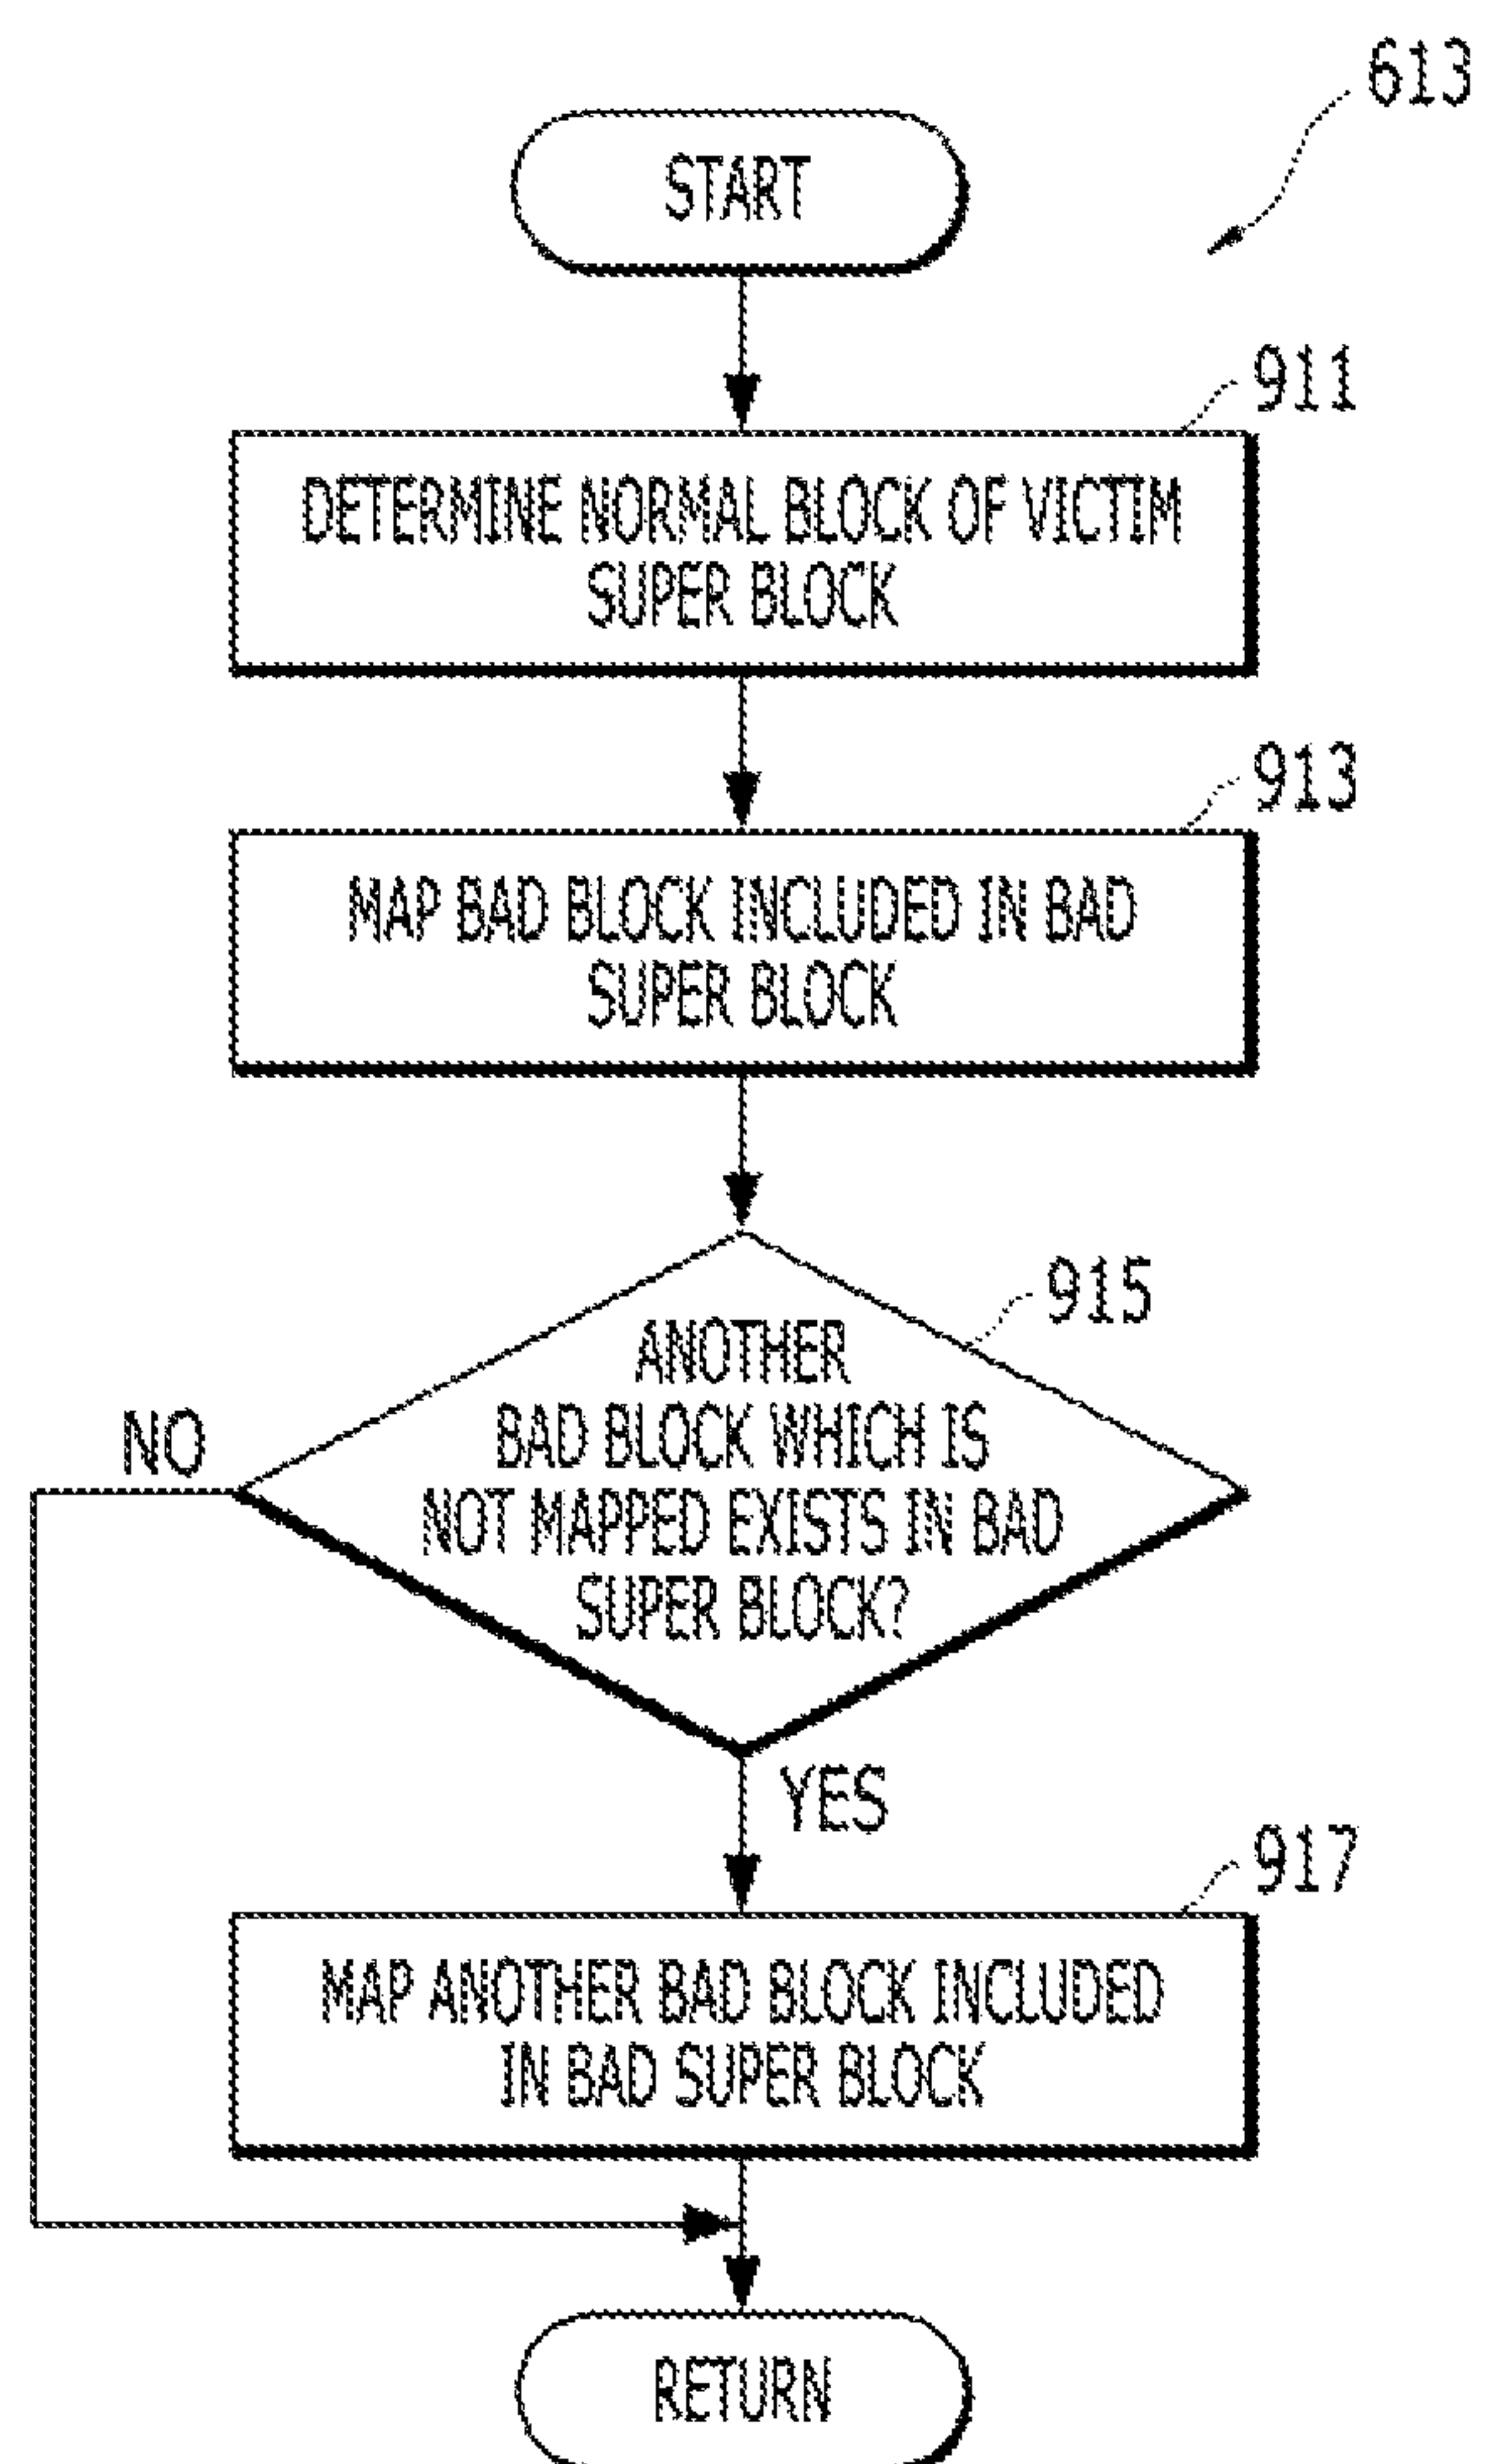 613
START
911
DETERMINE NORMAL BLOCK OF VICTIM
SUPER BLOCK
913
MAP BAD BLOCK INCLUDED IN BAD
SUPER BLOCK
915
ANOTHER
BAD BLOCK WHICH IS
NOT MAPPED EXISTS IN BAD
SUPER BLOCK?
NO
YES
917
MAP ANOTHER BAD BLOCK INCLUDED
IN BAD SUPER BLOCK
RETURN